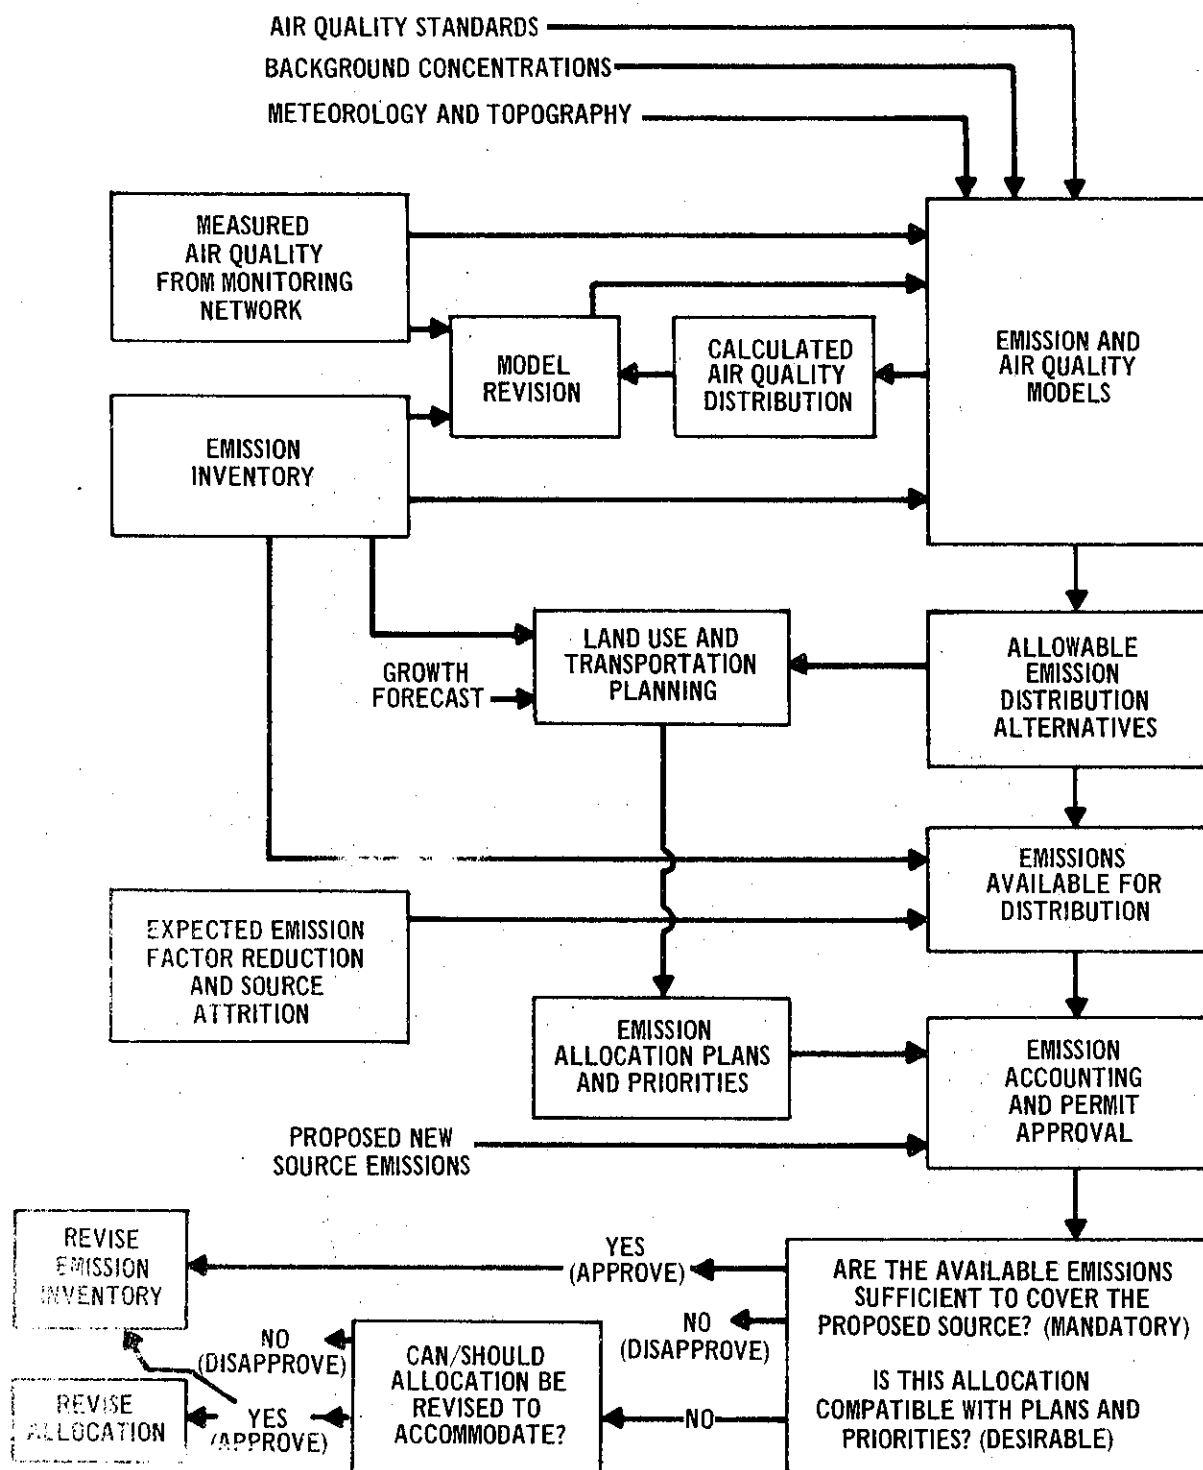 AIR QUALITY STANDARDS
BACKGROUND CONCENTRATIONS
METEOROLOGY AND TOPOGRAPHY
MEASURED
AIR QUALITY
FROM MONITORING
NETWORK
MODEL
REVISION
CALCULATED
AIR QUALITY
DISTRIBUTION
EMISSION AND
AIR QUALITY
MODELS
EMISSION
INVENTORY
LAND USE AND
TRANSPORTATION
PLANNING
GROWTH
FORECAST
ALLOWABLE
EMISSION
DISTRIBUTION
ALTERNATIVES
EMISSIONS
AVAILABLE FOR
DISTRIBUTION
EXPECTED EMISSION
FACTOR REDUCTION
AND SOURCE
ATTRITION
EMISSION
ALLOCATION PLANS
AND PRIORITIES
EMISSION
ACCOUNTING
AND PERMIT
APPROVAL
PROPOSED NEW
SOURCE EMISSIONS
REVISE
EMISSION
INVENTORY
YES
(APPROVE)
ARE THE AVAILABLE EMISSIONS
SUFFICIENT TO COVER THE
PROPOSED SOURCE? (MANDATORY)
NO
(DISAPPROVE)
IS THIS ALLOCATION
COMPATIBLE WITH PLANS AND
PRIORITIES? (DESIRABLE)
NO
CAN/SHOULD
ALLOCATION BE
REVISED TO
ACCOMMODATE?
NO
(DISAPPROVE)
YES
(APPROVE)
REVISE
ALLOCATION